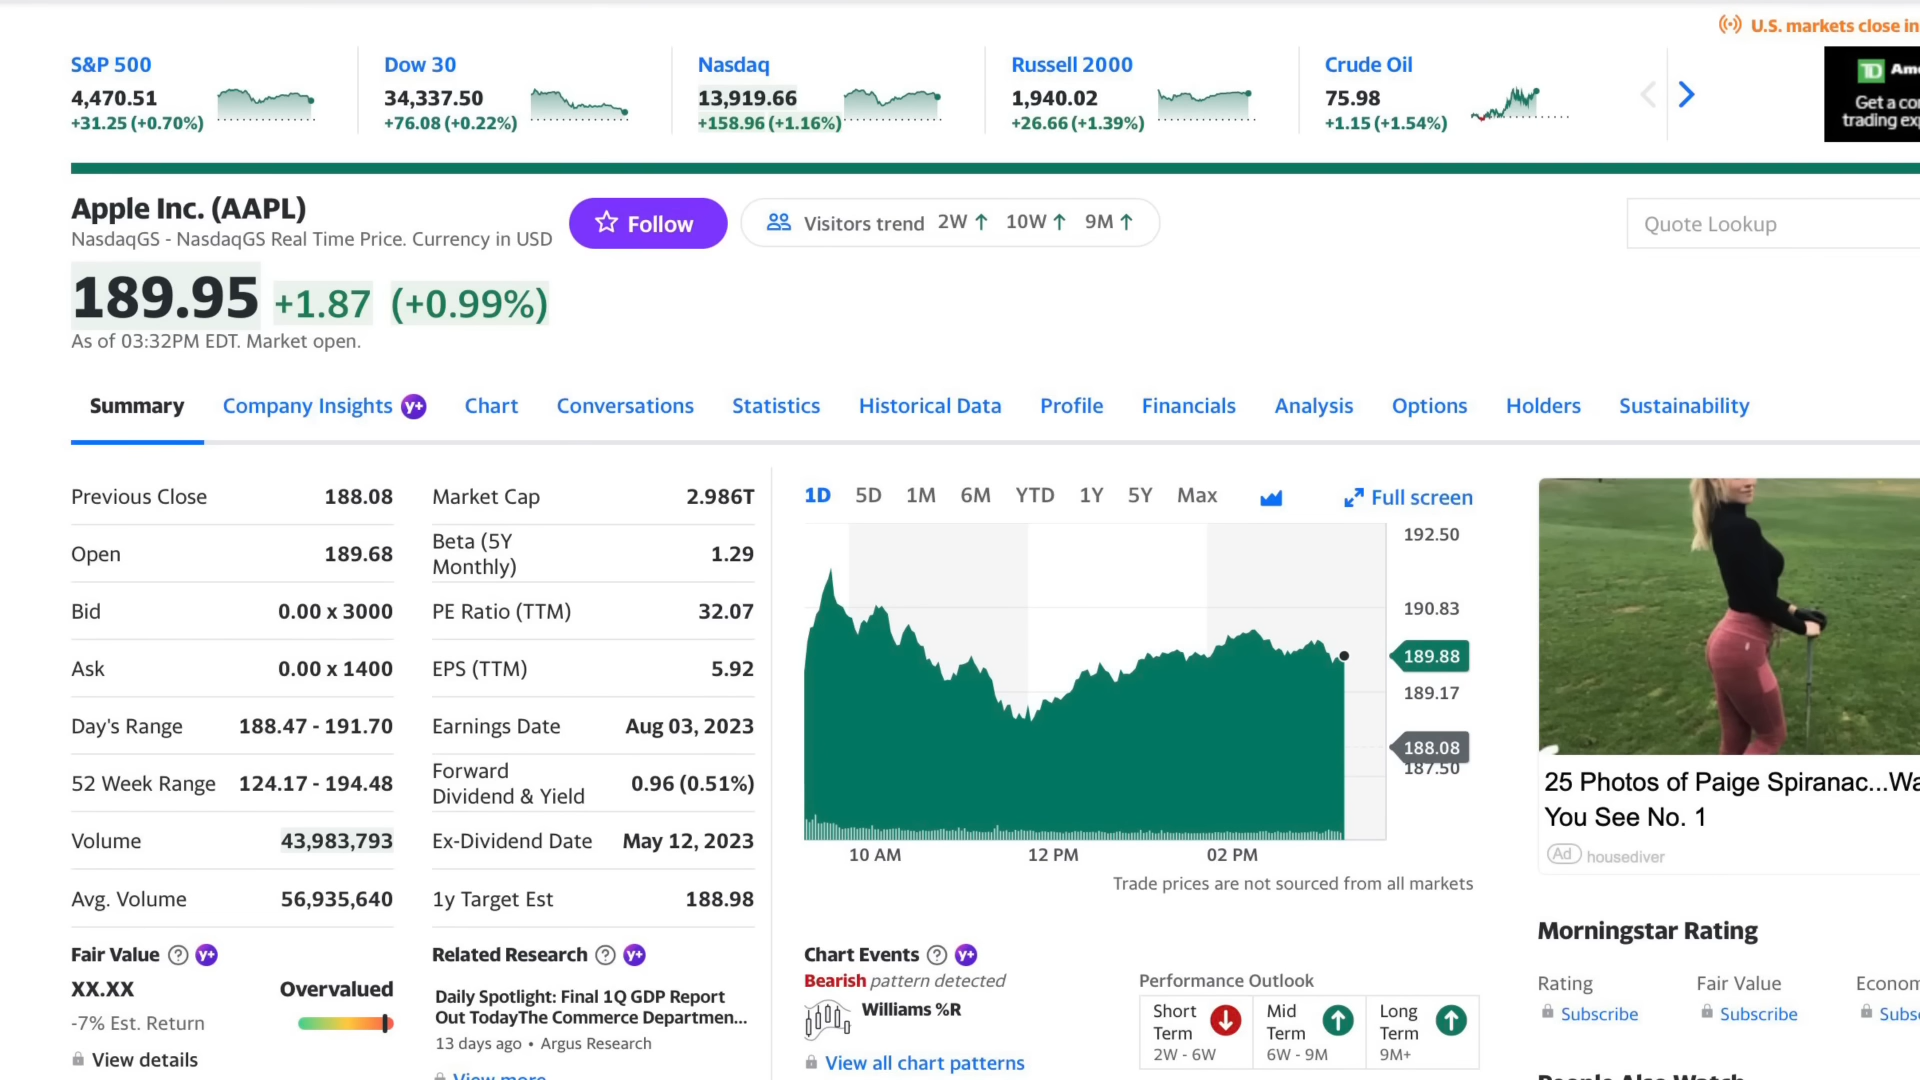 U.S. markets close in
S&P 500
4,470.51
+31.25 (+0.70%)
Dow 30
34,337.50
+76.08 (+0.22%)
Nasdaq
13,919.66
+158.96 (+1.16%)
Russell 2000
1,940.02
+26.66 (+1.39%)
Crude Oil
75.98
+1.15 (+1.54%)
TD Ame
Get a co
trading ex
Apple Inc. (AAPL)
NasdaqGS - NasdaqGS Real Time Price. Currency in USD
Follow
Visitors trend 2W 10W 9M
Quote Lookup
189.95 +1.87 (+0.99%)
As of 03:32PM EDT. Market open.
Summary Company Insights y+ Chart Conversations Statistics Historical Data Profile Financials Analysis Options Holders Sustainability
Previous Close 188.08
Open 189.68
Bid 0.00 x 3000
Ask 0.00 x 1400
Day's Range 188.47 - 191.70
52 Week Range 124.17 - 194.48
Volume 43,983,793
Avg. Volume 56,935,640
Market Cap 2.986T
Beta (5Y
Monthly) 1.29
PE Ratio (TTM) 32.07
EPS (TTM) 5.92
Earnings Date Aug 03, 2023
Forward
Dividend & Yield 0.96 (0.51%)
Ex-Dividend Date May 12, 2023
1y Target Est 188.98
1D 5D 1M 6M YTD 1Y 5Y Max Full screen
192.50
190.83
189.88
189.17
188.08
187.50
10 AM 12 PM 02 PM
Trade prices are not sourced from all markets
25 Photos of Paige Spiranac...Wa
You See No. 1
Ad housediver
Fair Value ? y+
XX.XX Overvalued
-7% Est. Return
View details
Related Research ? y+
Daily Spotlight: Final 1Q GDP Report
Out TodayThe Commerce Departmen...
13 days ago • Argus Research
View more
Chart Events ? y+
Bearish pattern detected
Williams %R
View all chart patterns
Performance Outlook
Short
Term
2W - 6W
Mid
Term
6W - 9M
Long
Term
9M+
Morningstar Rating
Rating Fair Value Econom
Subscribe Subscribe Subs
People Also Watch